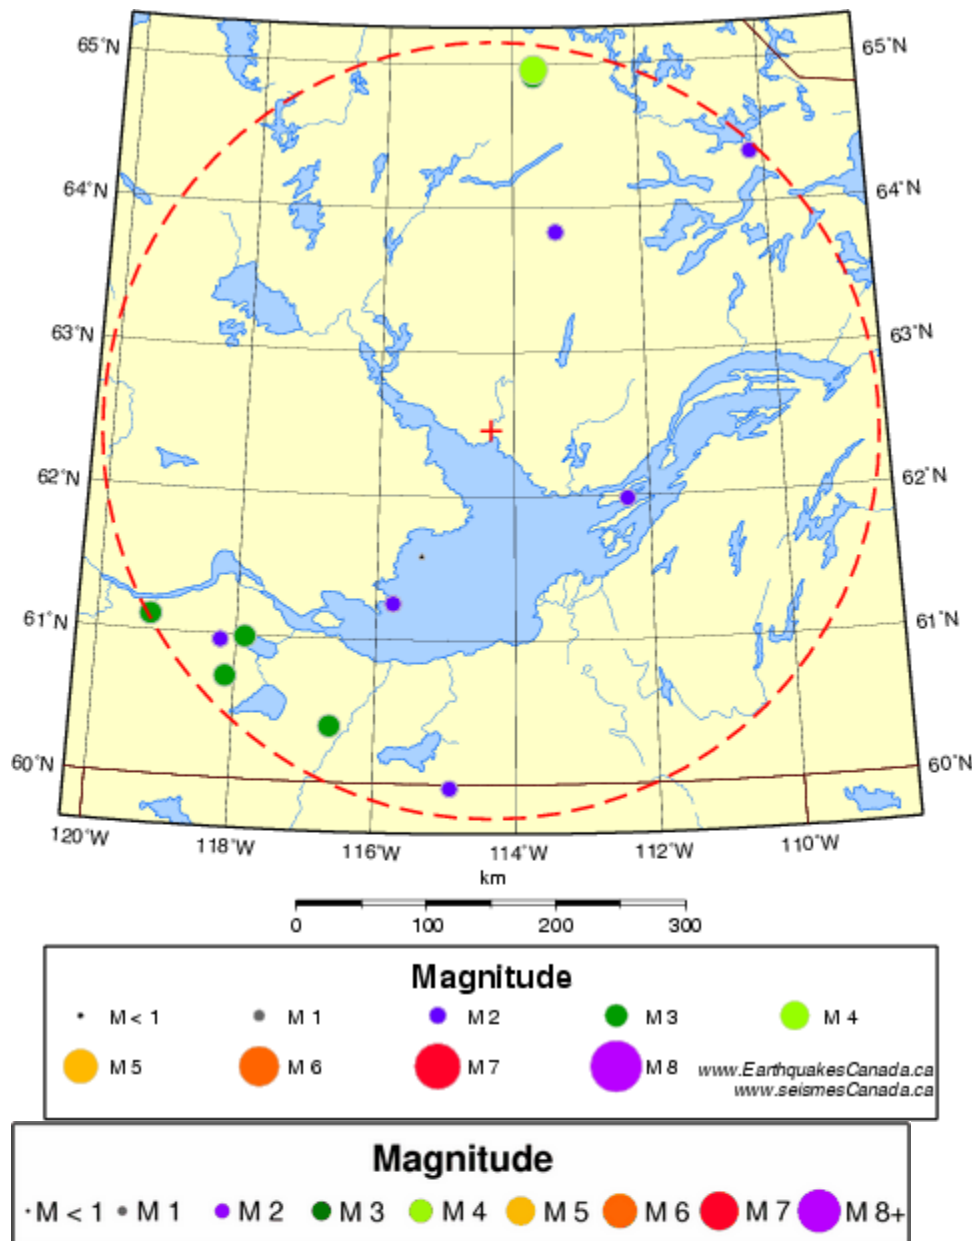 65°N 65°N
64°N 64°N
63°N 63°N
62°N 62°N
61°N 61°N
60°N 60°N
120°W 118°W 116°W 114°W 112°W 110°W
km
0 100 200 300
Magnitude
M < 1 M 1 M 2 M 3 M 4
M 5 M 6 M 7 M 8 www.EarthquakesCanada.ca
www.seismesCanada.ca
Magnitude
M < 1 M 1 M 2 M 3 M 4 M 5 M 6 M 7 M 8+